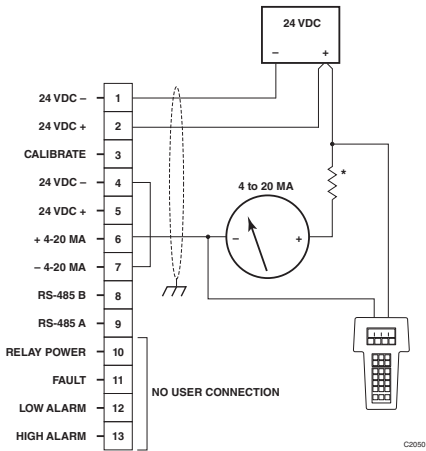 24 VDC
– +
24 VDC – 1
24 VDC + 2
CALIBRATE 3
24 VDC – 4
24 VDC + 5
+ 4-20 MA 6
– 4-20 MA 7
RS-485 B 8
RS-485 A 9
RELAY POWER 10
FAULT 11
LOW ALARM 12
HIGH ALARM 13
*
4 to 20 MA
– +
NO USER CONNECTION
C2050